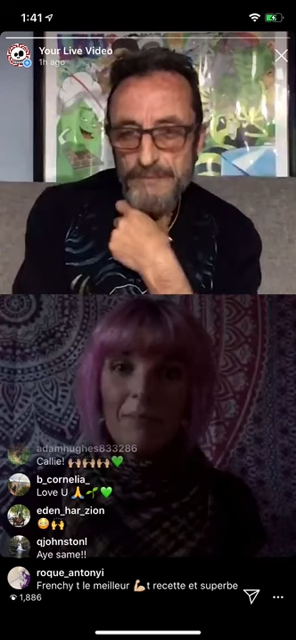 1:41
Your Live Video
1h ago
adamhughes833286
Callie! 🙌🏼🙌🏼🙌🏼🙌🏼💚
b_cornelia_
Love U 🙏🌱💚
eden_har_zion
😳🙌
qjohnstonl
Aye same!!
roque_antonyi
Frenchy t le meilleur 💪🏼t recette et superbe
1,886